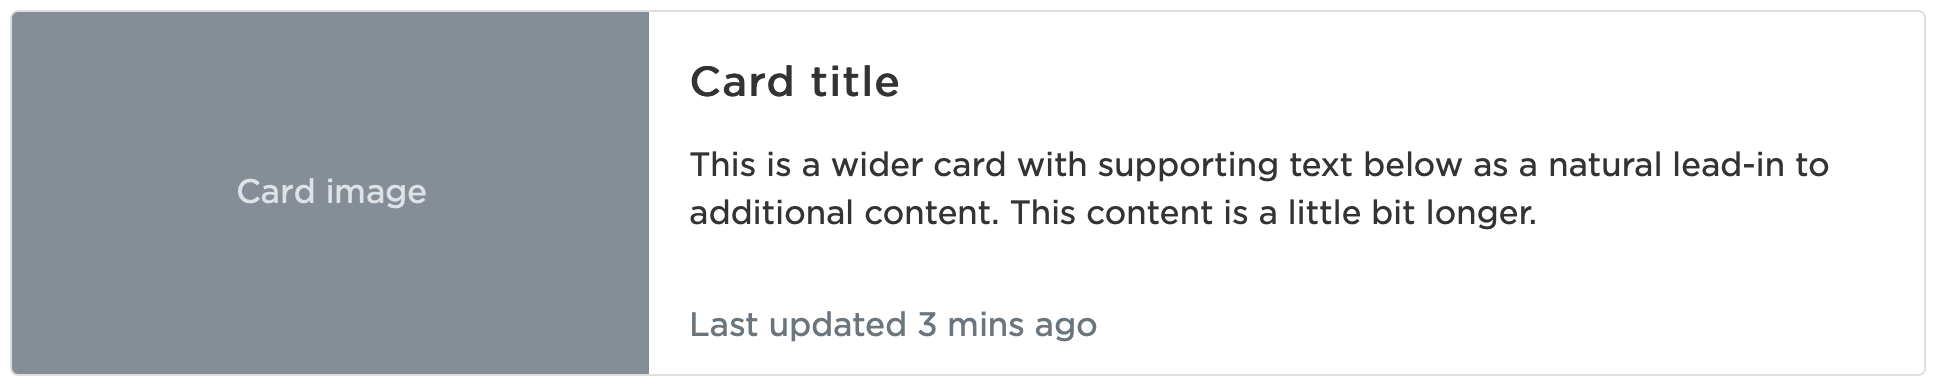 Card image
Card title
This is a wider card with supporting text below as a natural lead-in to
additional content. This content is a little bit longer.
Last updated 3 mins ago